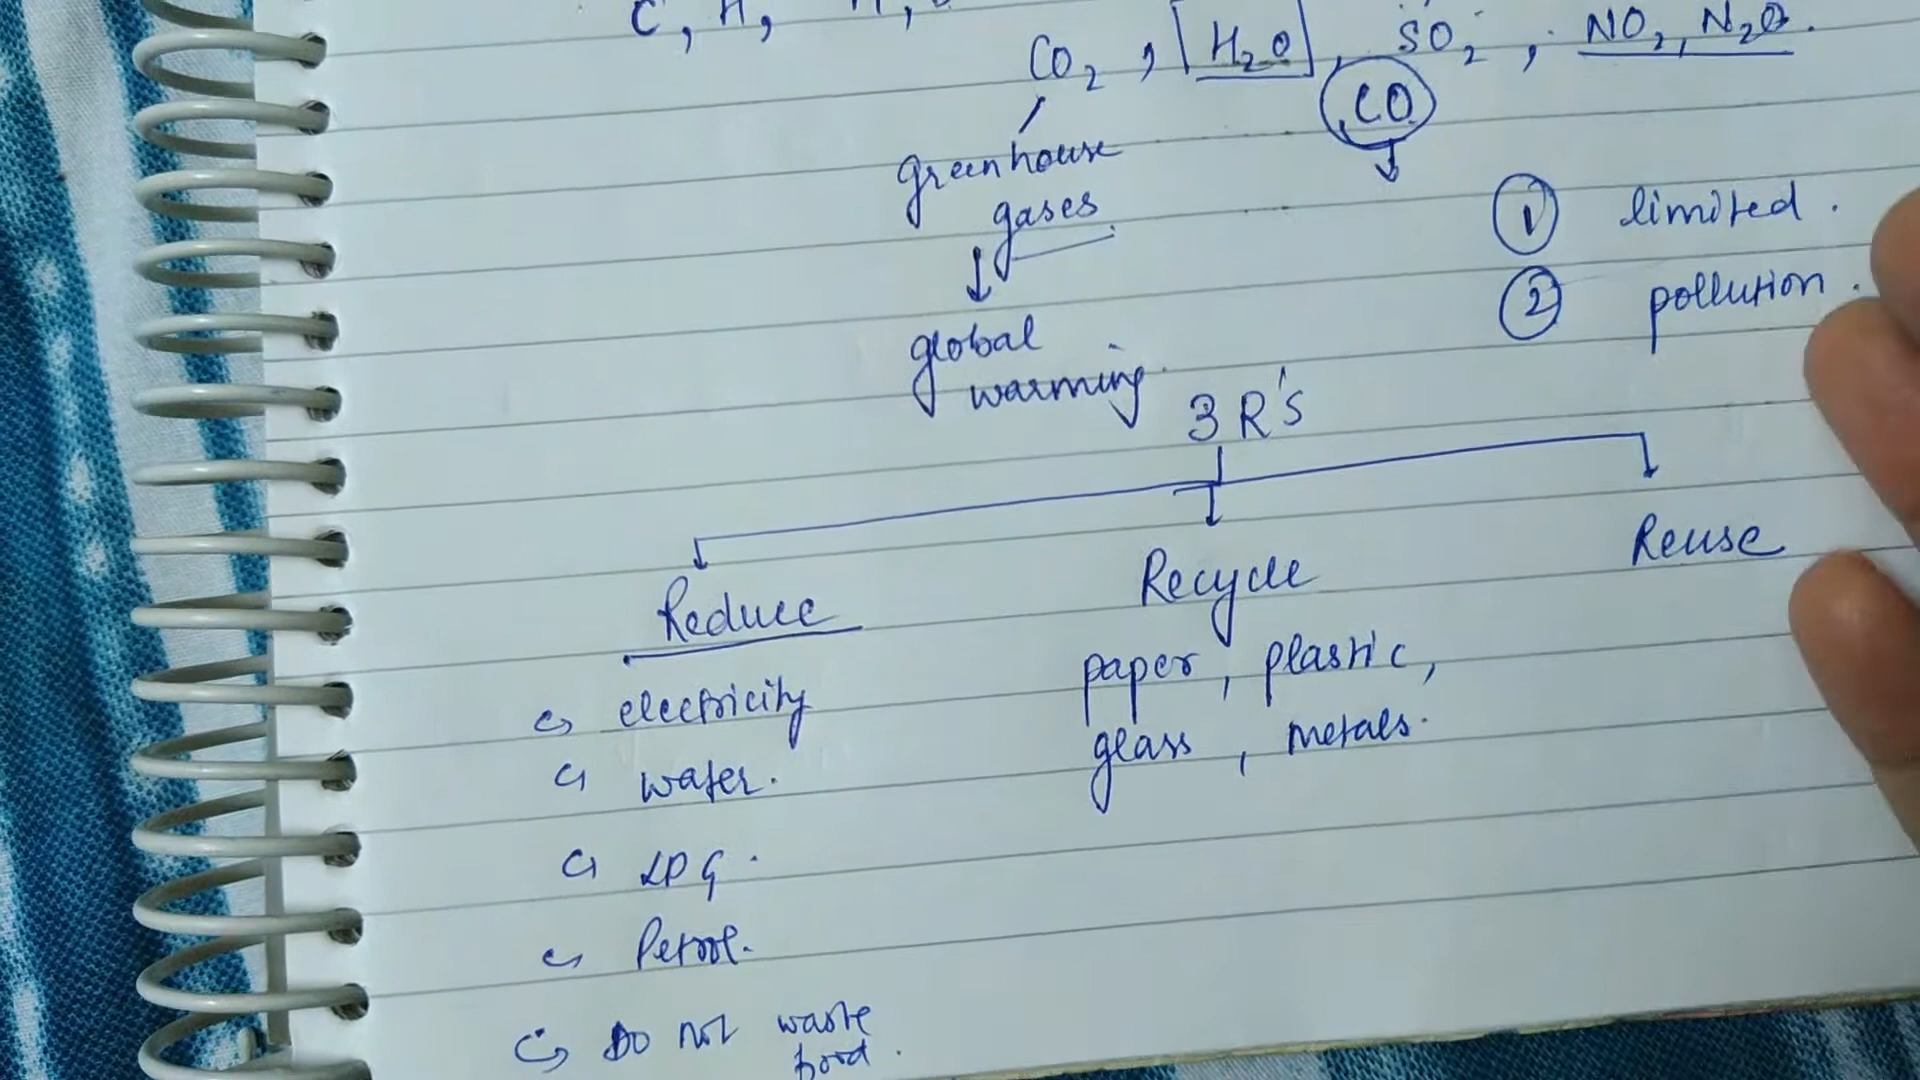 C, H,
CO2, [H2O], SO2, NO2, N2O.
CO
greenhouse
gases
global
warming.
① limited.
② pollution.
3 R's
Reduce
electricity
water.
LPG.
Petrol.
Do not waste
food.
Recycle
paper, plastic,
glass, metals.
Reuse